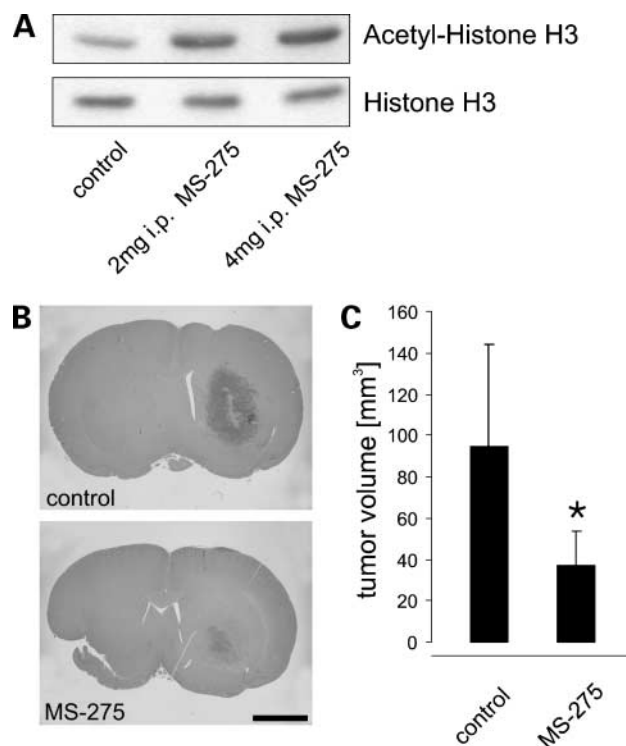 A
Acetyl-Histone H3
Histone H3
control
2mg i.p. MS-275
4mg i.p. MS-275
B
control
MS-275
C
tumor volume [mm³]
160
140
120
100
80
60
40
20
0
*
control
MS-275